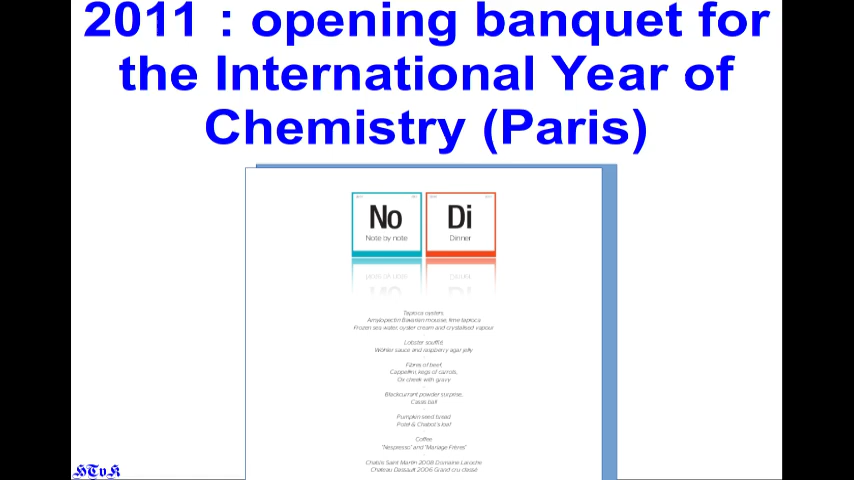 2011 : opening banquet for
the International Year of
Chemistry (Paris)
No Di
Note by note Dinner
Tapioca oysters
Amylopectin Bavarian mousse, lime tapioca
Frozen sea water, oyster cream and crystallised vapour
Lobster soufflé
Wöhler sauce and raspberry agar jelly
Fibres of beef,
Cappellini, kegs of carrots,
Ox cheek with gravy
Blackcurrant powder surprise,
Cassis ball
Pumpkin seed bread
Potel & Chabot's loaf
Coffee
"Nespresso" and "Mariage Frères"
Chablis Saint Martin 2008 Domaine Laroche
Chateau Dassault 2006 Grand cru classé
HTvK